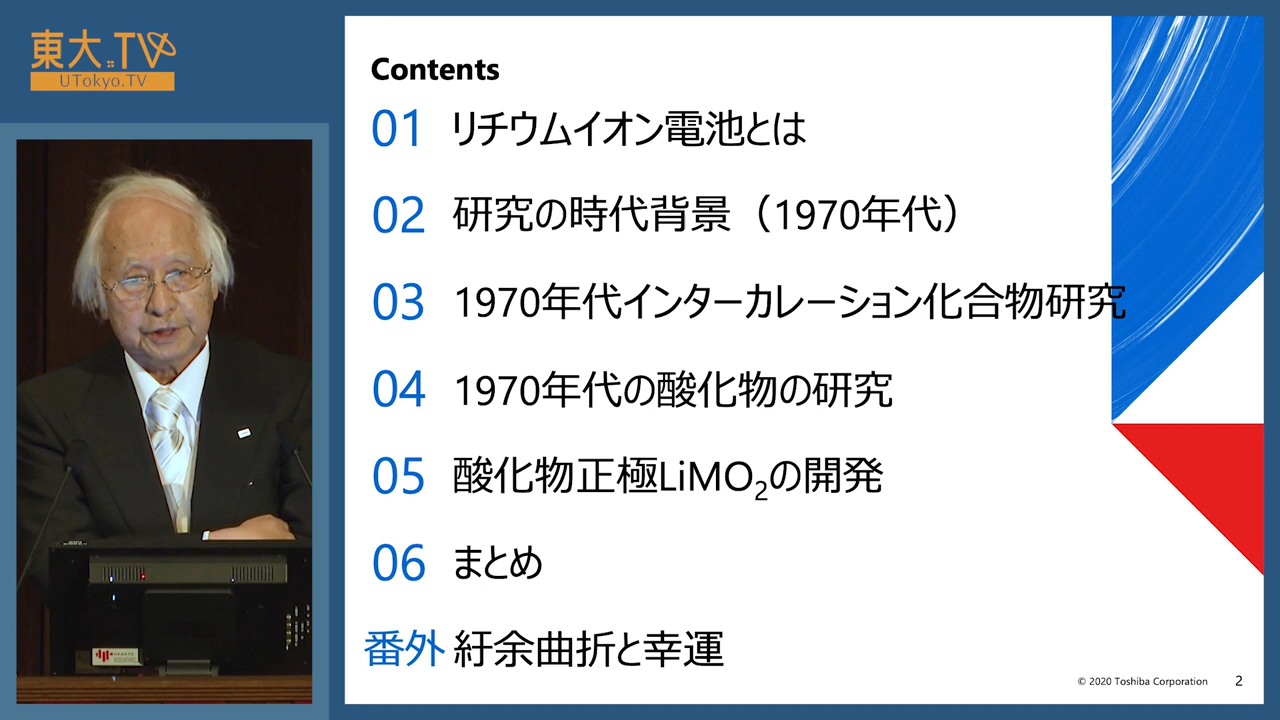 東大.TV
UTokyo.TV
Contents
01 リチウムイオン電池とは
02 研究の時代背景（1970年代）
03 1970年代インターカレーション化合物研究
04 1970年代の酸化物の研究
05 酸化物正極LiMO₂の開発
06 まとめ
番外 紆余曲折と幸運
© 2020 Toshiba Corporation 2